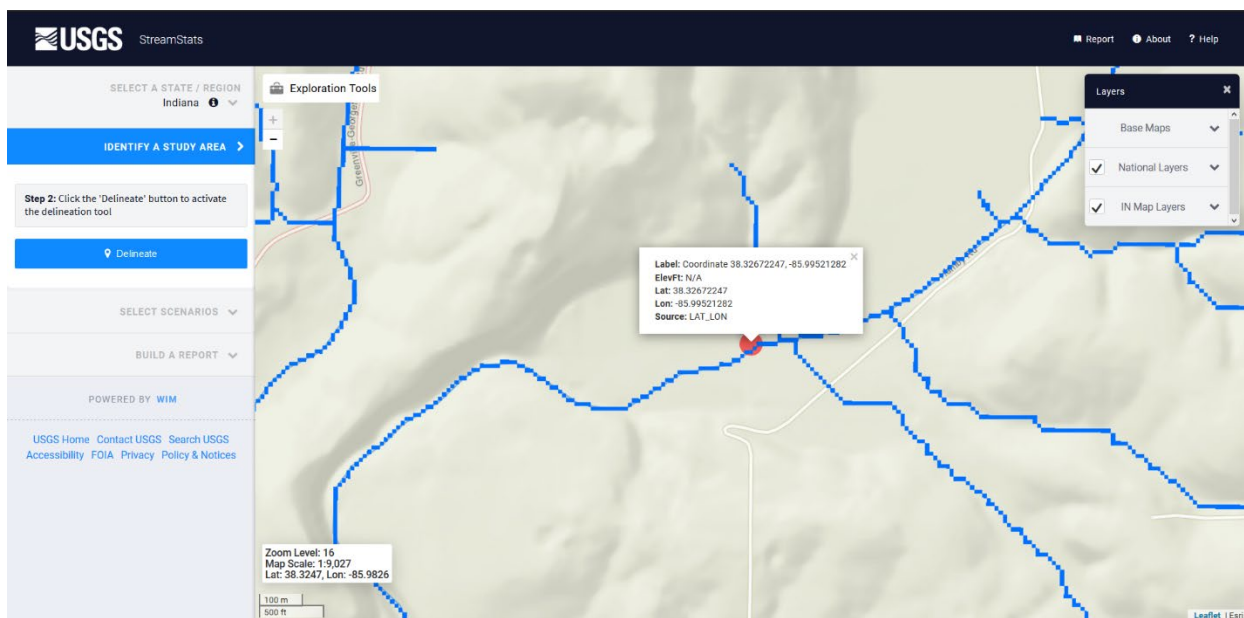 USGS StreamStats
Report About ? Help
SELECT A STATE / REGION
Indiana
IDENTIFY A STUDY AREA
Step 2: Click the 'Delineate' button to activate
the delineation tool
Delineate
SELECT SCENARIOS
BUILD A REPORT
POWERED BY WIM
USGS Home Contact USGS Search USGS
Accessibility FOIA Privacy Policy & Notices
Exploration Tools
+
−
Label: Coordinate 38.32672247, -85.99521282
ElevFt: N/A
Lat: 38.32672247
Lon: -85.99521282
Source: LAT_LON
×
Layers
Base Maps
National Layers
IN Map Layers
Zoom Level: 16
Map Scale: 1:9,027
Lat: 38.3247, Lon: -85.9826
100 m
500 ft
Leaflet | Esri